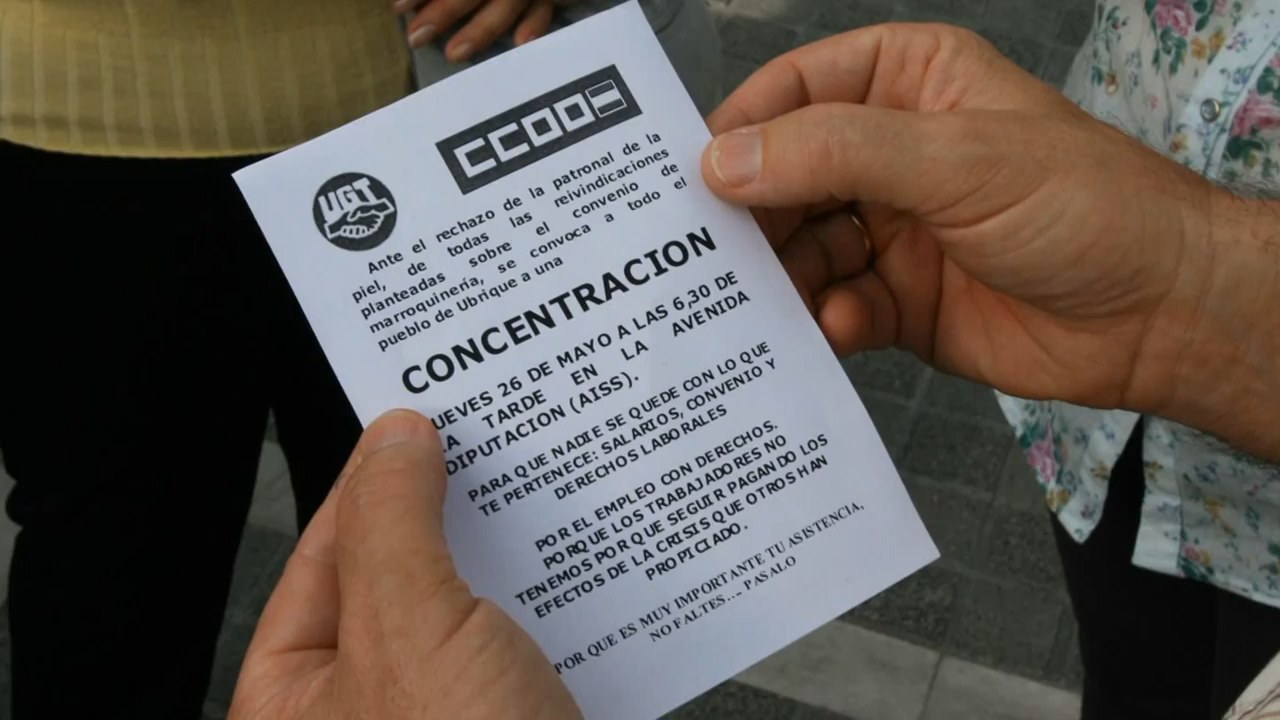 UGT
CCOO
Ante el rechazo de la patronal de la
piel, de todas las reivindicaciones
planteadas sobre el convenio de
marroquinería, se convoca a todo el
pueblo de Ubrique a una
CONCENTRACION
UEVES 26 DE MAYO A LAS 6,30 DE
A TARDE EN LA AVENIDA
DIPUTACION (AISS).
PARA QUE NADIE SE QUEDE CON LO QUE
TE PERTENECE: SALARIOS, CONVENIO Y
DERECHOS LABORALES
POR EL EMPLEO CON DERECHOS.
PORQUE LOS TRABAJADORES NO
TENEMOS POR QUE SEGUIR PAGANDO LOS
EFECTOS DE LA CRISIS QUE OTROS HAN
PROPICIADO.
POR QUE ES MUY IMPORTANTE TU ASISTENCIA,
NO FALTES... PASALO